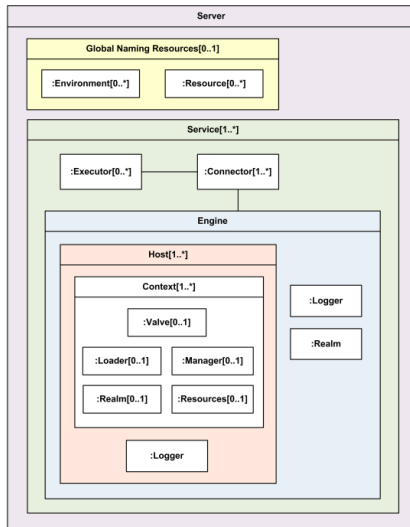 Server
Global Naming Resources[0..1]
:Environment[0..*]
:Resource[0..*]
Service[1..*]
:Executor[0..*]
:Connector[1..*]
Engine
Host[1..*]
Context[1..*]
:Valve[0..1]
:Loader[0..1]
:Manager[0..1]
:Realm[0..1]
:Resources[0..1]
:Logger
:Logger
:Realm